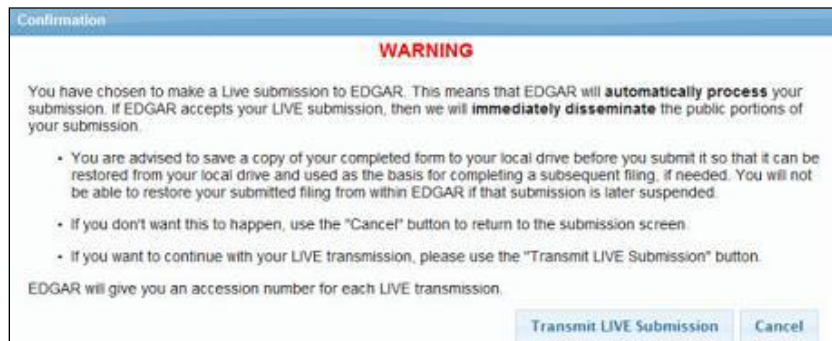 Confirmation
WARNING
You have chosen to make a Live submission to EDGAR. This means that EDGAR will automatically process your
submission. If EDGAR accepts your LIVE submission, then we will immediately disseminate the public portions of
your submission.
• You are advised to save a copy of your completed form to your local drive before you submit it so that it can be
restored from your local drive and used as the basis for completing a subsequent filing, if needed. You will not
be able to restore your submitted filing from within EDGAR if that submission is later suspended.
• If you don't want this to happen, use the "Cancel" button to return to the submission screen.
• If you want to continue with your LIVE transmission, please use the "Transmit LIVE Submission" button.
EDGAR will give you an accession number for each LIVE transmission.
Transmit LIVE Submission Cancel